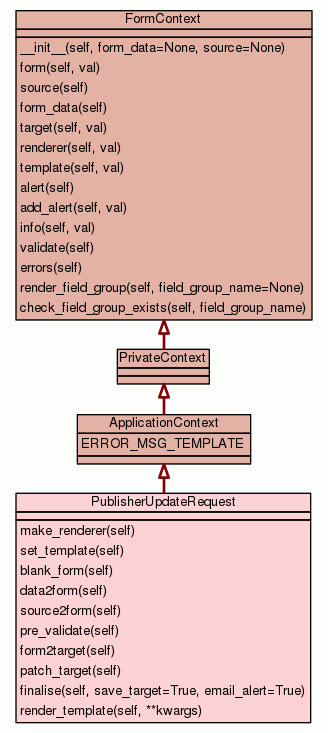 FormContext
__init__(self, form_data=None, source=None)
form(self, val)
source(self)
form_data(self)
target(self, val)
renderer(self, val)
template(self, val)
alert(self)
add_alert(self, val)
info(self, val)
validate(self)
errors(self)
render_field_group(self, field_group_name=None)
check_field_group_exists(self, field_group_name)
PrivateContext
ApplicationContext
ERROR_MSG_TEMPLATE
PublisherUpdateRequest
make_renderer(self)
set_template(self)
blank_form(self)
data2form(self)
source2form(self)
pre_validate(self)
form2target(self)
patch_target(self)
finalise(self, save_target=True, email_alert=True)
render_template(self, **kwargs)